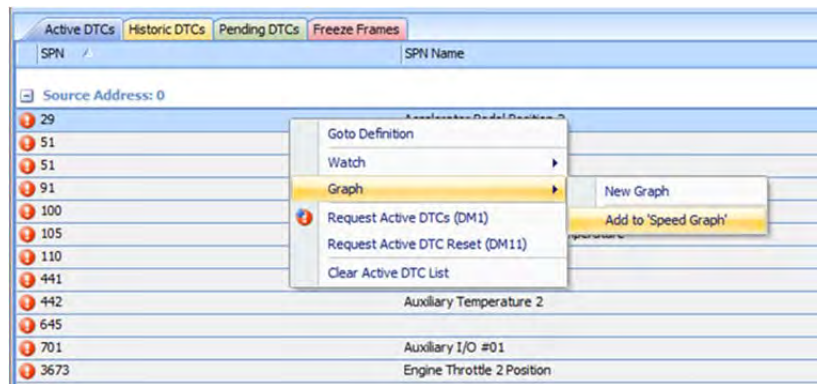 Active DTCs Historic DTCs Pending DTCs Freeze Frames
SPN SPN Name
Source Address: 0
29
51
51
91
100
105
110
441
442 Auxiliary Temperature 2
645
701 Auxiliary I/O #01
3673 Engine Throttle 2 Position
Goto Definition
Watch
Graph
Request Active DTCs (DM1)
Request Active DTC Reset (DM11)
Clear Active DTC List
New Graph
Add to 'Speed Graph'